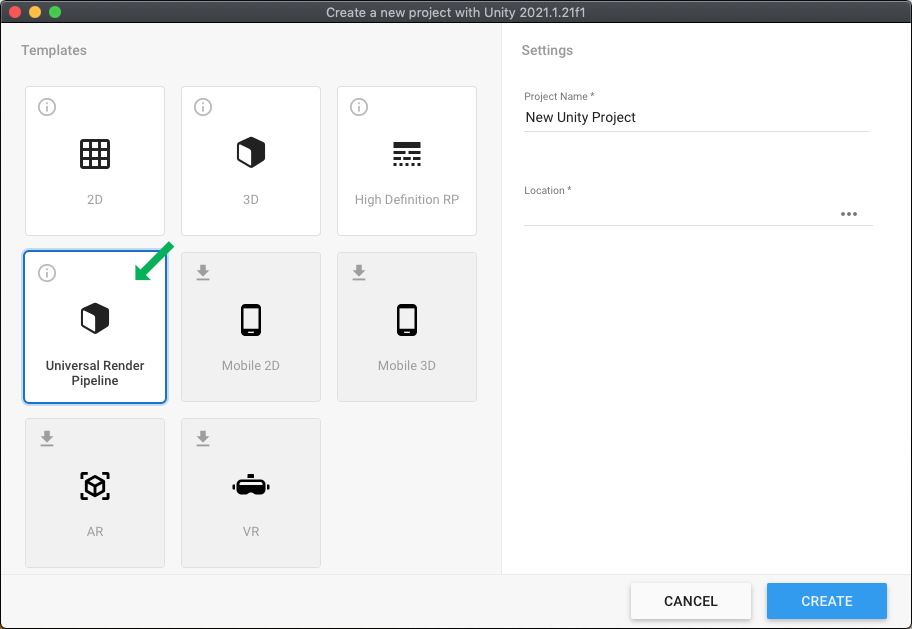 Create a new project with Unity 2021.1.21f1
Templates
2D
3D
High Definition RP
Universal Render
Pipeline
Mobile 2D
Mobile 3D
AR
VR
Settings
Project Name *
New Unity Project
Location *
CANCEL
CREATE